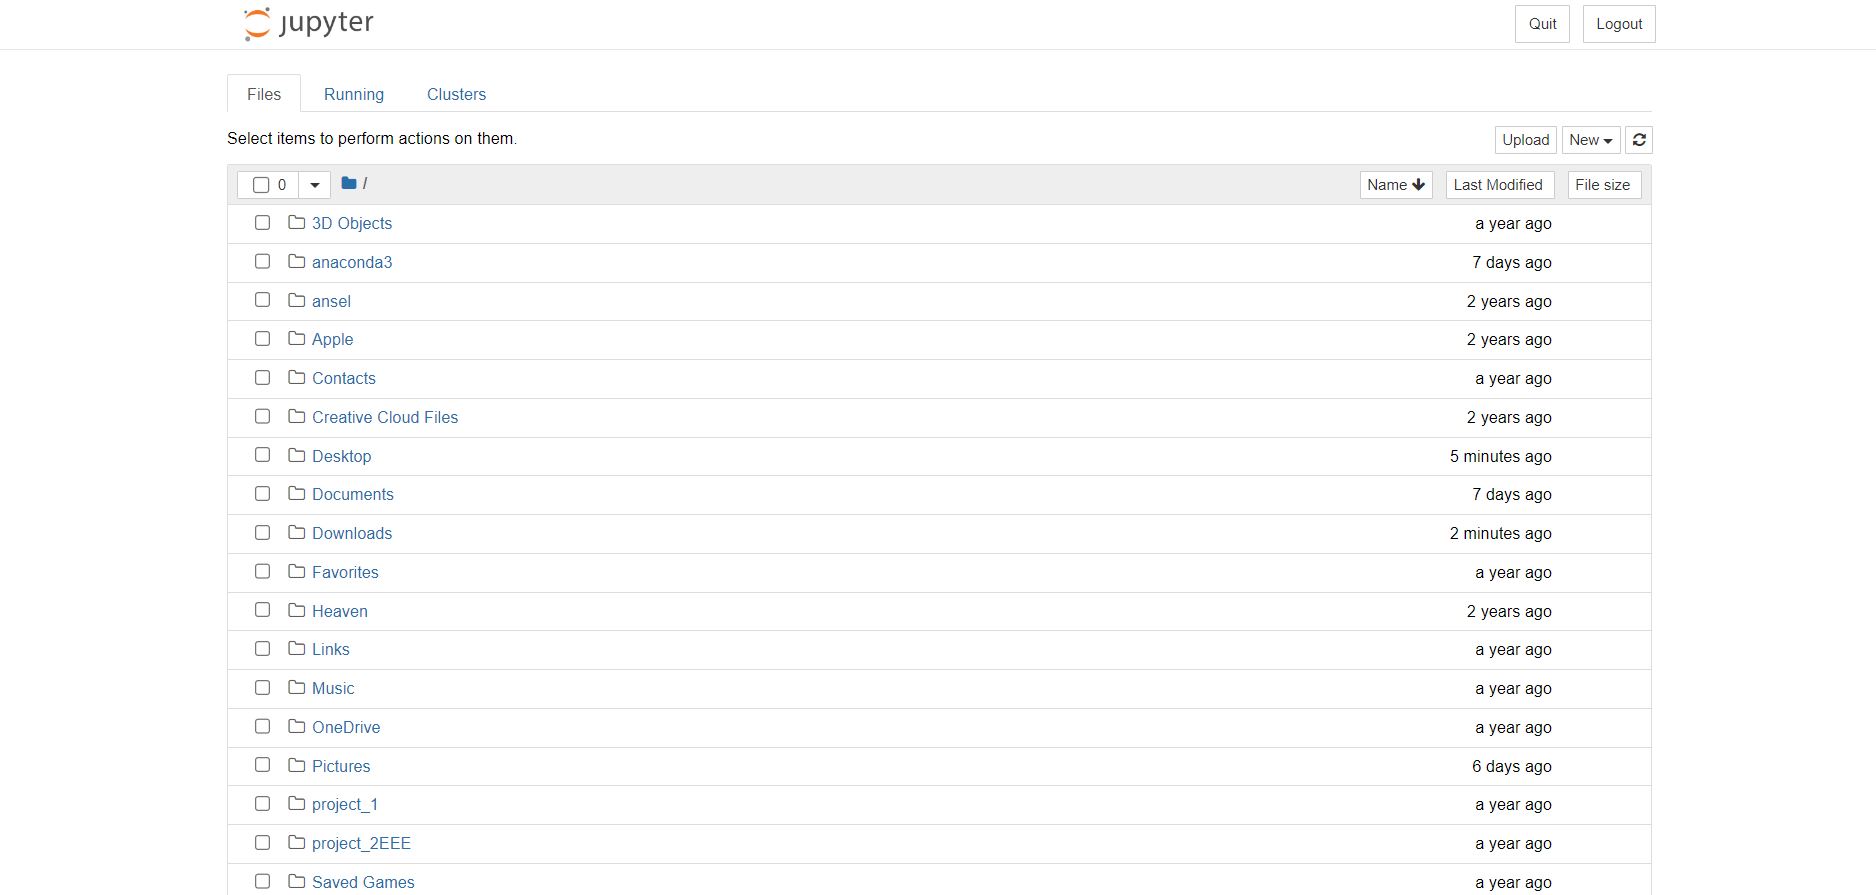 jupyter Quit Logout
Files Running Clusters
Select items to perform actions on them. Upload New
0 / Name Last Modified File size
3D Objects a year ago
anaconda3 7 days ago
ansel 2 years ago
Apple 2 years ago
Contacts a year ago
Creative Cloud Files 2 years ago
Desktop 5 minutes ago
Documents 7 days ago
Downloads 2 minutes ago
Favorites a year ago
Heaven 2 years ago
Links a year ago
Music a year ago
OneDrive a year ago
Pictures 6 days ago
project_1 a year ago
project_2EEE a year ago
Saved Games a year ago